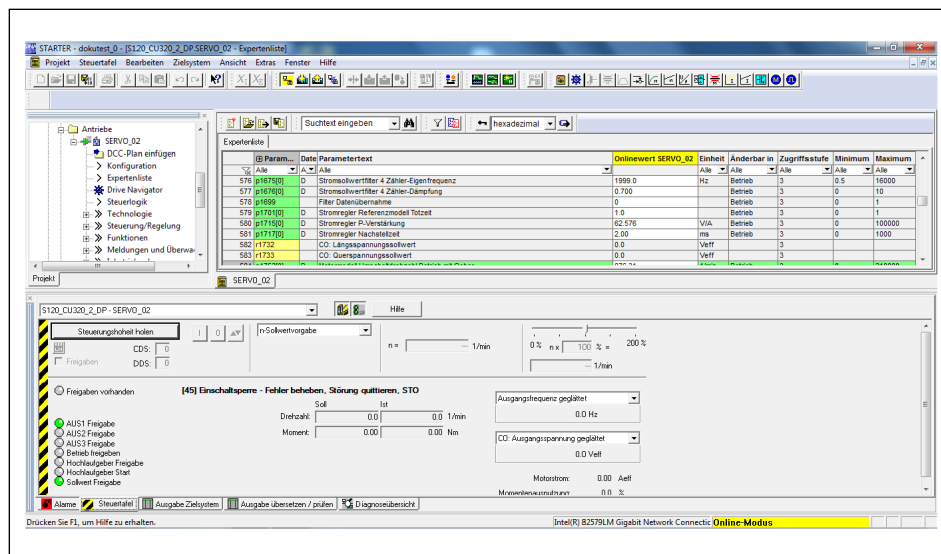 STARTER - dokutest_0 - [S120_CU320_2_DP.SERVO_02 - Expertenliste]
Projekt Steuertafel Bearbeiten Zielsystem Ansicht Extras Fenster Hilfe
Suchtext eingeben hexadezimal
Antriebe
SERVO_02
DCC-Plan einfügen
Konfiguration
Expertenliste
Drive Navigator
Steuerlogik
Technologie
Steuerung/Regelung
Funktionen
Meldungen und Überwa
Projekt
Expertenliste
Param... Date Parametertext Onlinewert SERVO_02 Einheit Änderbar in Zugriffsstufe Minimum Maximum
Alle A. Alle Alle Alle Alle Alle Alle Alle
576 p1675[0] D Stromsollwertfilter 4 Zähler-Eigenfrequenz 1999.0 Hz Betrieb 3 0.5 16000
577 p1676[0] D Stromsollwertfilter 4 Zähler-Dämpfung 0.700 Betrieb 3 0 10
578 p1699 Filter Datenübernahme 0 Betrieb 3 0 1
579 p1701[0] D Stromregler Referenzmodell Totzeit 1.0 Betrieb 3 0 1
580 p1715[0] D Stromregler P-Verstärkung 62.576 V/A Betrieb 3 0 100000
581 p1717[0] D Stromregler Nachstellzeit 2.00 ms Betrieb 3 0 1000
582 r1732 CO: Längsspannungssollwert 0.0 Veff 3
583 r1733 CO: Querspannungssollwert 0.0 Veff 3
SERVO_02
S120_CU320_2_DP - SERVO_02 Hilfe
Steuerungshoheit holen I 0 n-Sollwertvorgabe
CDS: 0
Freigaben DDS: 0
n = --- 1/min
0 % n x 100 % = 200 %
--- 1/min
Freigaben vorhanden [45] Einschaltsperre - Fehler beheben, Störung quittieren, STO
Soll Ist
Drehzahl: 0.0 0.0 1/min
Moment: 0.00 0.00 Nm
AUS1 Freigabe
AUS2 Freigabe
AUS3 Freigabe
Betrieb freigeben
Hochlaufgeber Freigabe
Hochlaufgeber Start
Sollwert Freigabe
Ausgangsfrequenz geglättet
0.0 Hz
CO: Ausgangsspannung geglättet
0.0 Veff
Motorstrom: 0.00 Aeff
Momentenausnutzung: 0.0 %
Alarme Steuertafel Ausgabe Zielsystem Ausgabe übersetzen / prüfen Diagnoseübersicht
Drücken Sie F1, um Hilfe zu erhalten. Intel(R) 82579LM Gigabit Network Connectic Online-Modus